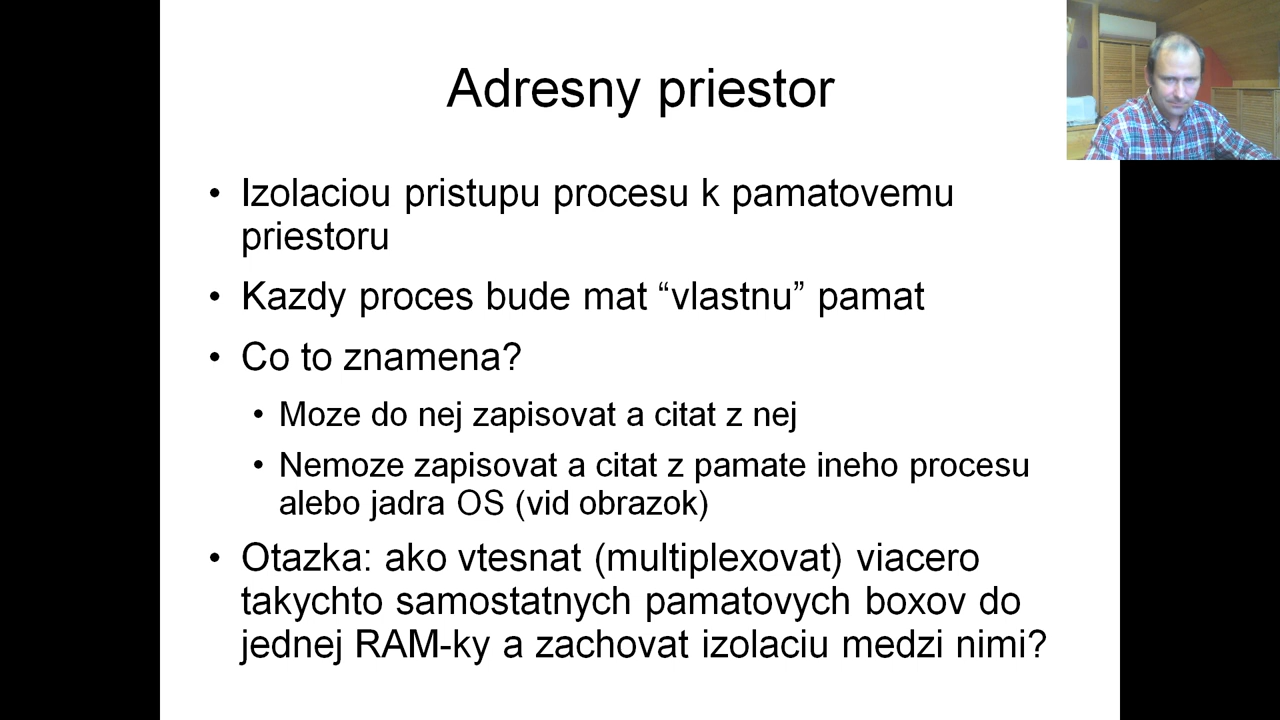 Adresny priestor
• Izolaciou pristupu procesu k pamatovemu
priestoru
• Kazdy proces bude mat “vlastnu” pamat
• Co to znamena?
• Moze do nej zapisovat a citat z nej
• Nemoze zapisovat a citat z pamate ineho procesu
alebo jadra OS (vid obrazok)
• Otazka: ako vtesnat (multiplexovat) viacero
takychto samostatnych pamatovych boxov do
jednej RAM-ky a zachovat izolaciu medzi nimi?